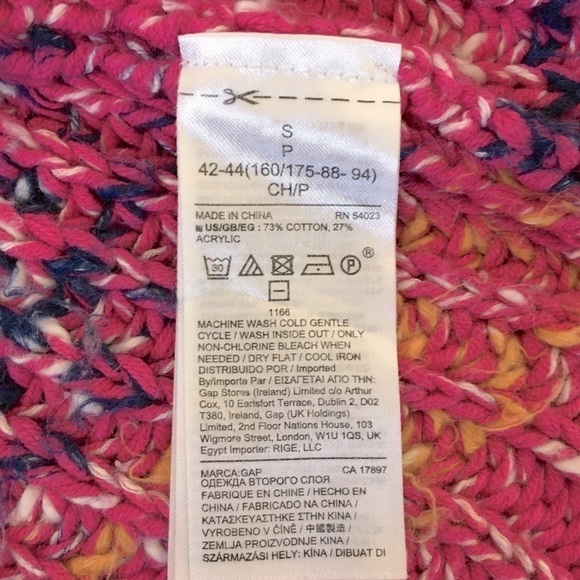 S
P
42-44(160/175-88- 94)
CH/P
MADE IN CHINA RN 54023
US/GB/EG : 73% COTTON, 27%
ACRYLIC
30 P ®
1166
MACHINE WASH COLD GENTLE
CYCLE / WASH INSIDE OUT / ONLY
NON-CHLORINE BLEACH WHEN
NEEDED / DRY FLAT / COOL IRON
DISTRIBUIDO POR / Imported
By/Importe Par / ΕΙΣΑΓΕΤΑΙ ΑΠΟ ΤΗΝ:
Gap Stores (Ireland) Limited c/o Arthur
Cox, 10 Earlsfort Terrace, Dublin 2, D02
T380, Ireland, Gap (UK Holdings)
Limited, 2nd Floor Nations House, 103
Wigmore Street, London, W1U 1QS, UK
Egypt Importer: RIGE, LLC
MARCA:GAP CA 17897
ОДЕЖДА ВТОРОГО СЛОЯ
FABRIQUE EN CHINE / HECHO EN
CHINA / FABRICADO NA CHINA /
ΚΑΤΑΣΚΕΥΑΣΤΗΚΕ ΣΤΗΝ ΚΙΝΑ /
VYROBENO V ČÍNĚ / 中國製造 /
ZEMLJA PROIZVODNJE KINA /
SZÁRMAZÁSI HELY: KÍNA / DIBUAT DI